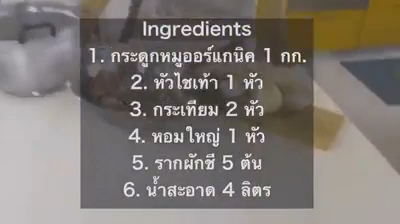 Ingredients
1. กระดูกหมูออร์แกนิค 1 กก.
2. หัวไชเท้า 1 หัว
3. กระเทียม 2 หัว
4. หอมใหญ่ 1 หัว
5. รากผักชี 5 ต้น
6. น้ำสะอาด 4 ลิตร